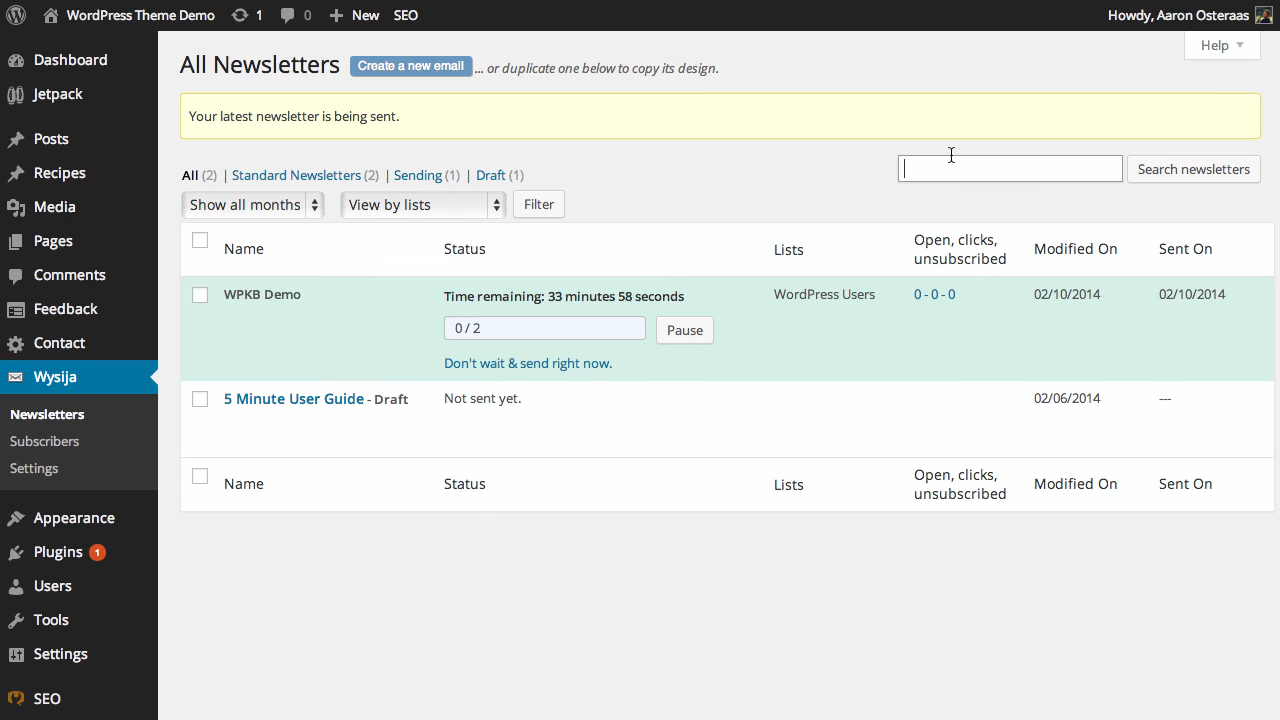 WordPress Theme Demo 1 0 New SEO Howdy, Aaron Osteraas
Dashboard
Jetpack
Posts
Recipes
Media
Pages
Comments
Feedback
Contact
Wysija
Newsletters
Subscribers
Settings
Appearance
Plugins 1
Users
Tools
Settings
SEO
Help
All Newsletters Create a new email ... or duplicate one below to copy its design.
Your latest newsletter is being sent.
All (2) | Standard Newsletters (2) | Sending (1) | Draft (1)
Search newsletters
Show all months View by lists Filter
Name Status Lists Open, clicks, unsubscribed Modified On Sent On
WPKB Demo Time remaining: 33 minutes 58 seconds WordPress Users 0 - 0 - 0 02/10/2014 02/10/2014
0 / 2 Pause
Don't wait & send right now.
5 Minute User Guide - Draft Not sent yet. 02/06/2014 ---
Name Status Lists Open, clicks, unsubscribed Modified On Sent On